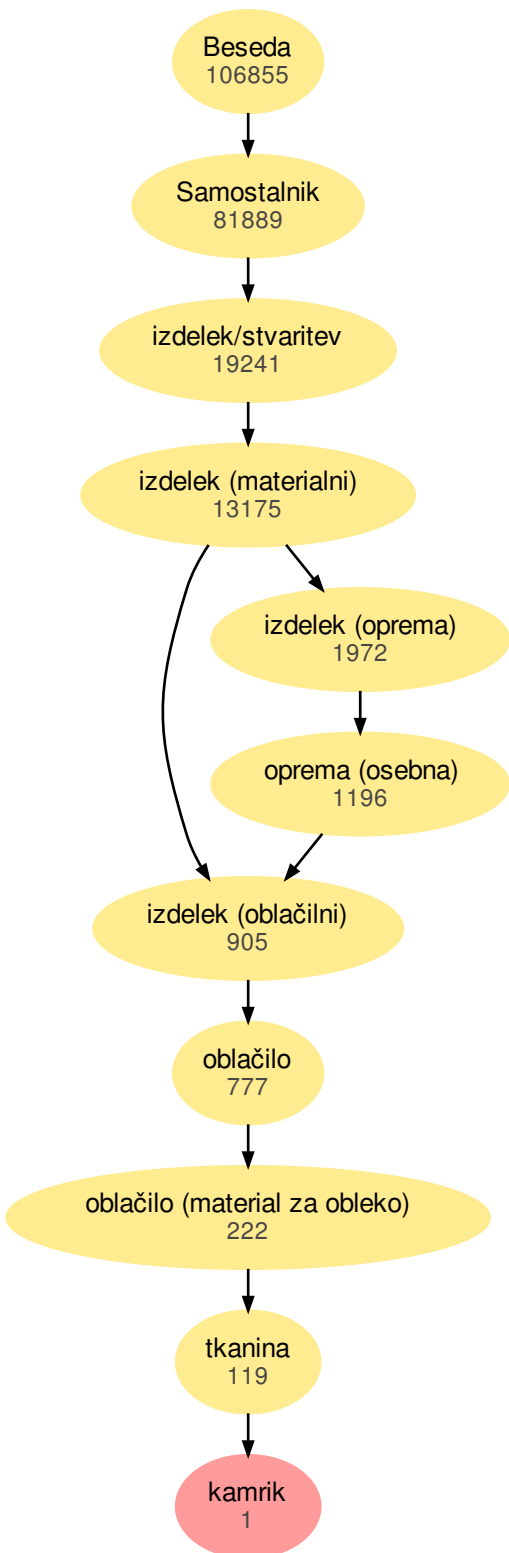 Beseda
106855
Samostalnik
81889
izdelek/stvaritev
19241
izdelek (materialni)
13175
izdelek (oprema)
1972
oprema (osebna)
1196
izdelek (oblačilni)
905
oblačilo
777
oblačilo (material za obleko)
222
tkanina
119
kamrik
1